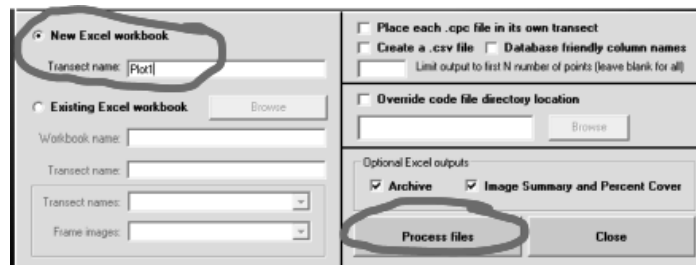 New Excel workbook
Transect name: Plot1
Existing Excel workbook Browse
Workbook name:
Transect name:
Transect names:
Frame images:
Place each .cpc file in its own transect
Create a .csv file Database friendly column names
Limit output to first N number of points (leave blank for all)
Override code file directory location
Browse
Optional Excel outputs
Archive Image Summary and Percent Cover
Process files Close